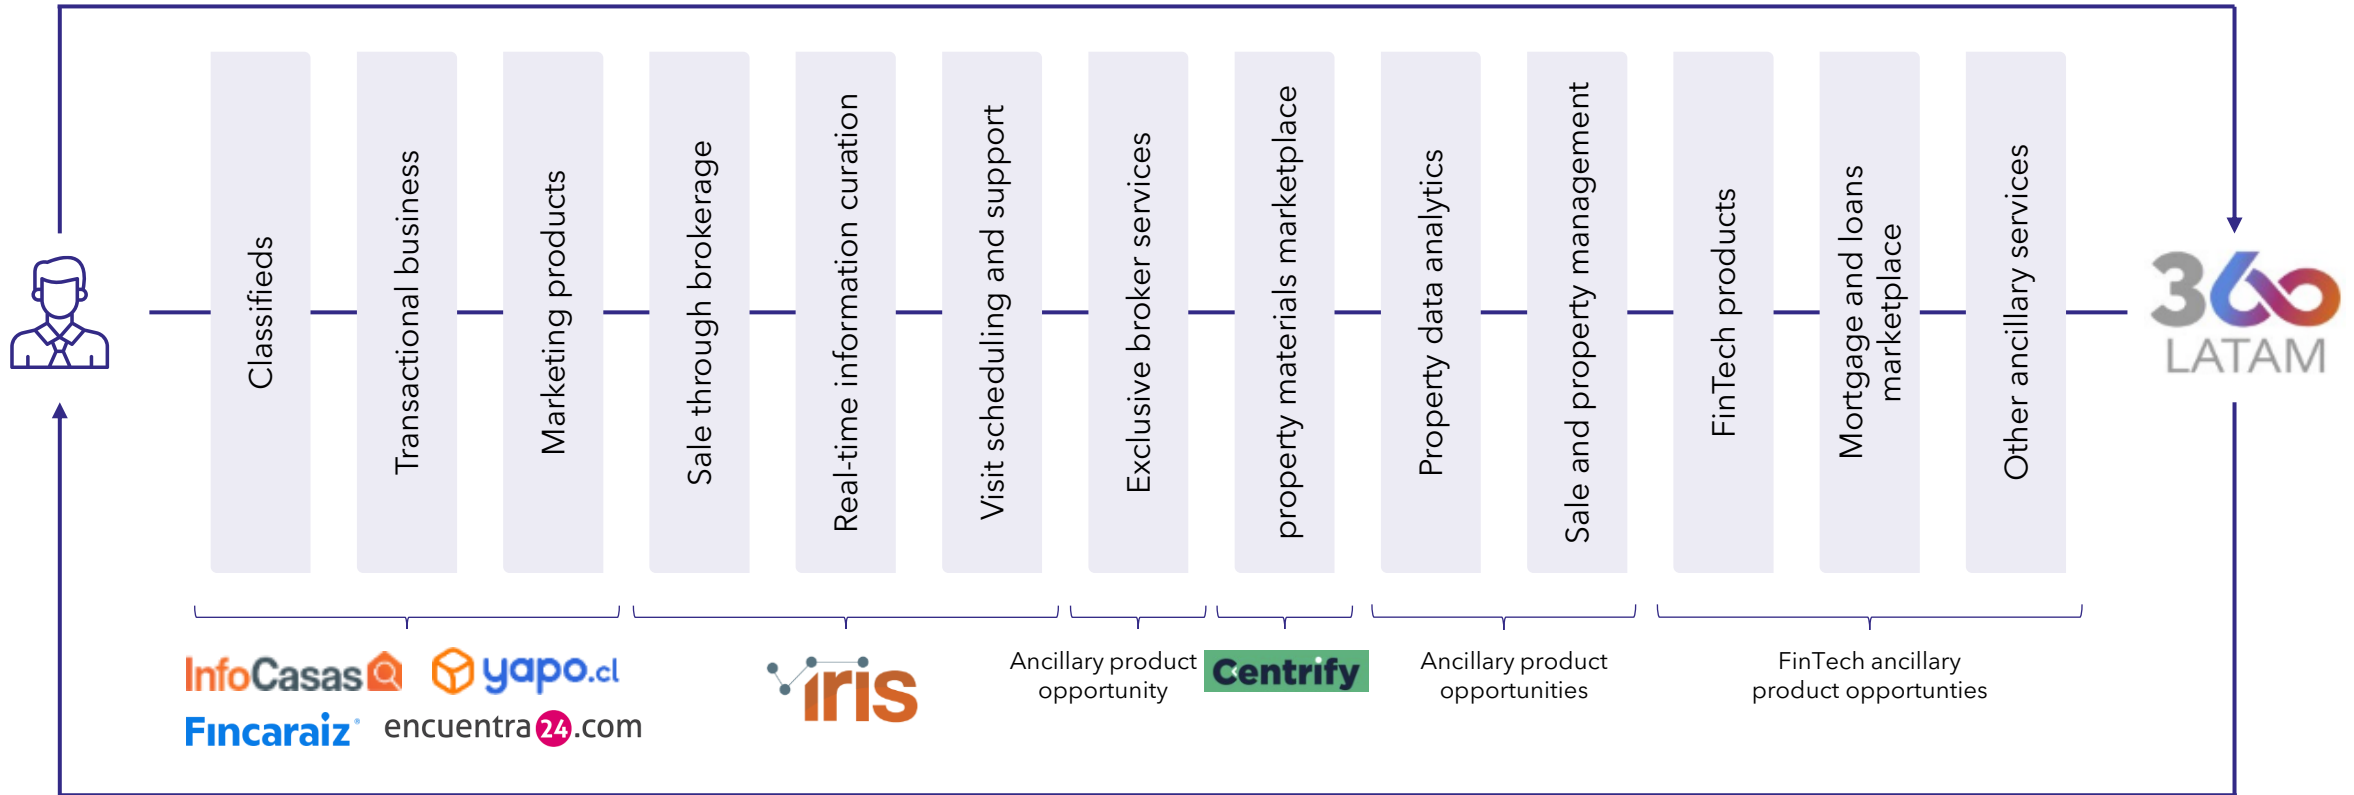 Classifieds
Transactional business
Marketing products
Sale through brokerage
Real-time information curation
Visit scheduling and support
Exclusive broker services
property materials marketplace
Property data analytics
Sale and property management
FinTech products
Mortgage and loans
marketplace
Other ancillary services
360
LATAM
InfoCasas
yapo.cl
Fincaraiz
encuentra24.com
iris
Ancillary product
opportunity
Centrify
Ancillary product
opportunities
FinTech ancillary
product opportunties